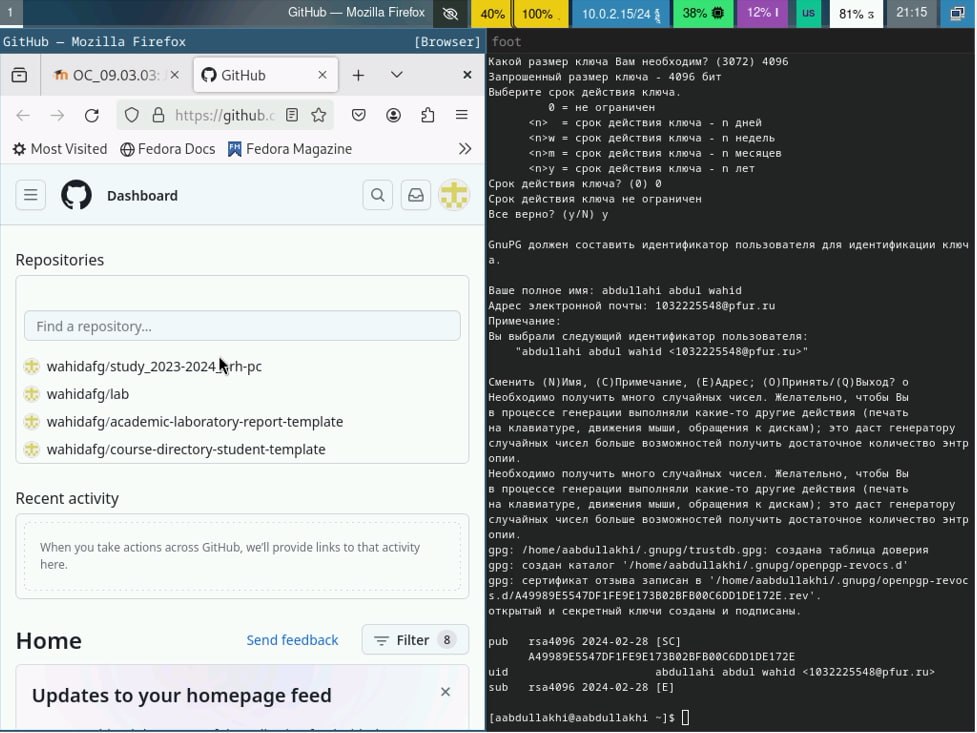 1
GitHub — Mozilla Firefox
40%
100%
10.0.2.15/24
38%
12%
us
81%
21:15
GitHub — Mozilla Firefox
[Browser]
OC_09.03.03:
GitHub
https://github.c
Most Visited
Fedora Docs
Fedora Magazine
Dashboard
Repositories
Find a repository...
wahidafg/lab
wahidafg/academic-laboratory-report-template
wahidafg/course-directory-student-template
Recent activity
When you take actions across GitHub, we'll provide links to that activity
here.
Home
Send feedback
Filter 8
Updates to your homepage feed
foot
Какой размер ключа Вам необходим? (3072) 4096
Запрошенный размер ключа - 4096 бит
Выберите срок действия ключа.
0 = не ограничен
<n> = срок действия ключа - n дней
<n>w = срок действия ключа - n недель
<n>m = срок действия ключа - n месяцев
<n>y = срок действия ключа - n лет
Срок действия ключа? (0) 0
Срок действия ключа не ограничен
Все верно? (y/N) y
GnuPG должен составить идентификатор пользователя для идентификации ключ
а.
Ваше полное имя: abdullahi abdul wahid
Адрес электронной почты: 1032225548@pfur.ru
Примечание:
Вы выбрали следующий идентификатор пользователя:
"abdullahi abdul wahid <1032225548@pfur.ru>"
Сменить (N)Имя, (C)Примечание, (E)Адрес; (O)Принять/(Q)Выход? o
Необходимо получить много случайных чисел. Желательно, чтобы Вы
в процессе генерации выполняли какие-то другие действия (печать
на клавиатуре, движения мыши, обращения к дискам); это даст генератору
случайных чисел больше возможностей получить достаточное количество энтр
опии.
Необходимо получить много случайных чисел. Желательно, чтобы Вы
в процессе генерации выполняли какие-то другие действия (печать
на клавиатуре, движения мыши, обращения к дискам); это даст генератору
случайных чисел больше возможностей получить достаточное количество энтр
опии.
gpg: /home/aabdullakhi/.gnupg/trustdb.gpg: создана таблица доверия
gpg: создан каталог '/home/aabdullakhi/.gnupg/openpgp-revocs.d'
gpg: сертификат отзыва записан в '/home/aabdullakhi/.gnupg/openpgp-revoc
s.d/A49989E5547DF1FE9E173B02BFB00C6DD1DE172E.rev'.
открытый и секретный ключи созданы и подписаны.
pub rsa4096 2024-02-28 [SC]
A49989E5547DF1FE9E173B02BFB00C6DD1DE172E
uid abdullahi abdul wahid <1032225548@pfur.ru>
sub rsa4096 2024-02-28 [E]
[aabdullakhi@aabdullakhi ~]$